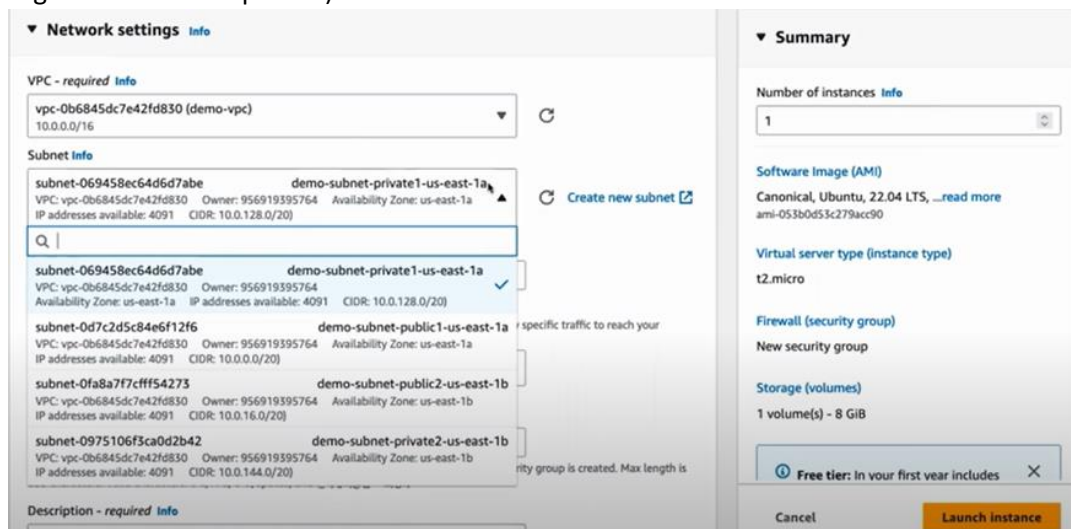 Network settings Info
VPC - required Info
vpc-0b6845dc7e42fd830 (demo-vpc)
10.0.0.0/16
Subnet Info
subnet-069458ec64d6d7abe demo-subnet-private1-us-east-1a
VPC: vpc-0b6845dc7e42fd830 Owner: 956919395764 Availability Zone: us-east-1a
IP addresses available: 4091 CIDR: 10.0.128.0/20)
Create new subnet
subnet-069458ec64d6d7abe demo-subnet-private1-us-east-1a
VPC: vpc-0b6845dc7e42fd830 Owner: 956919395764
Availability Zone: us-east-1a IP addresses available: 4091 CIDR: 10.0.128.0/20)
subnet-0d7c2d5c84e6f12f6 demo-subnet-public1-us-east-1a
VPC: vpc-0b6845dc7e42fd830 Owner: 956919395764 Availability Zone: us-east-1a
IP addresses available: 4091 CIDR: 10.0.0.0/20)
specific traffic to reach your
subnet-0fa8a7f7cfff54273 demo-subnet-public2-us-east-1b
VPC: vpc-0b6845dc7e42fd830 Owner: 956919395764 Availability Zone: us-east-1b
IP addresses available: 4091 CIDR: 10.0.16.0/20)
subnet-0975106f3ca0d2b42 demo-subnet-private2-us-east-1b
VPC: vpc-0b6845dc7e42fd830 Owner: 956919395764 Availability Zone: us-east-1b
IP addresses available: 4091 CIDR: 10.0.144.0/20)
rity group is created. Max length is
Description - required Info
Summary
Number of instances Info
1
Software Image (AMI)
Canonical, Ubuntu, 22.04 LTS, ...read more
ami-053b0d53c279acc90
Virtual server type (instance type)
t2.micro
Firewall (security group)
New security group
Storage (volumes)
1 volume(s) - 8 GiB
Free tier: In your first year includes
Cancel
Launch instance